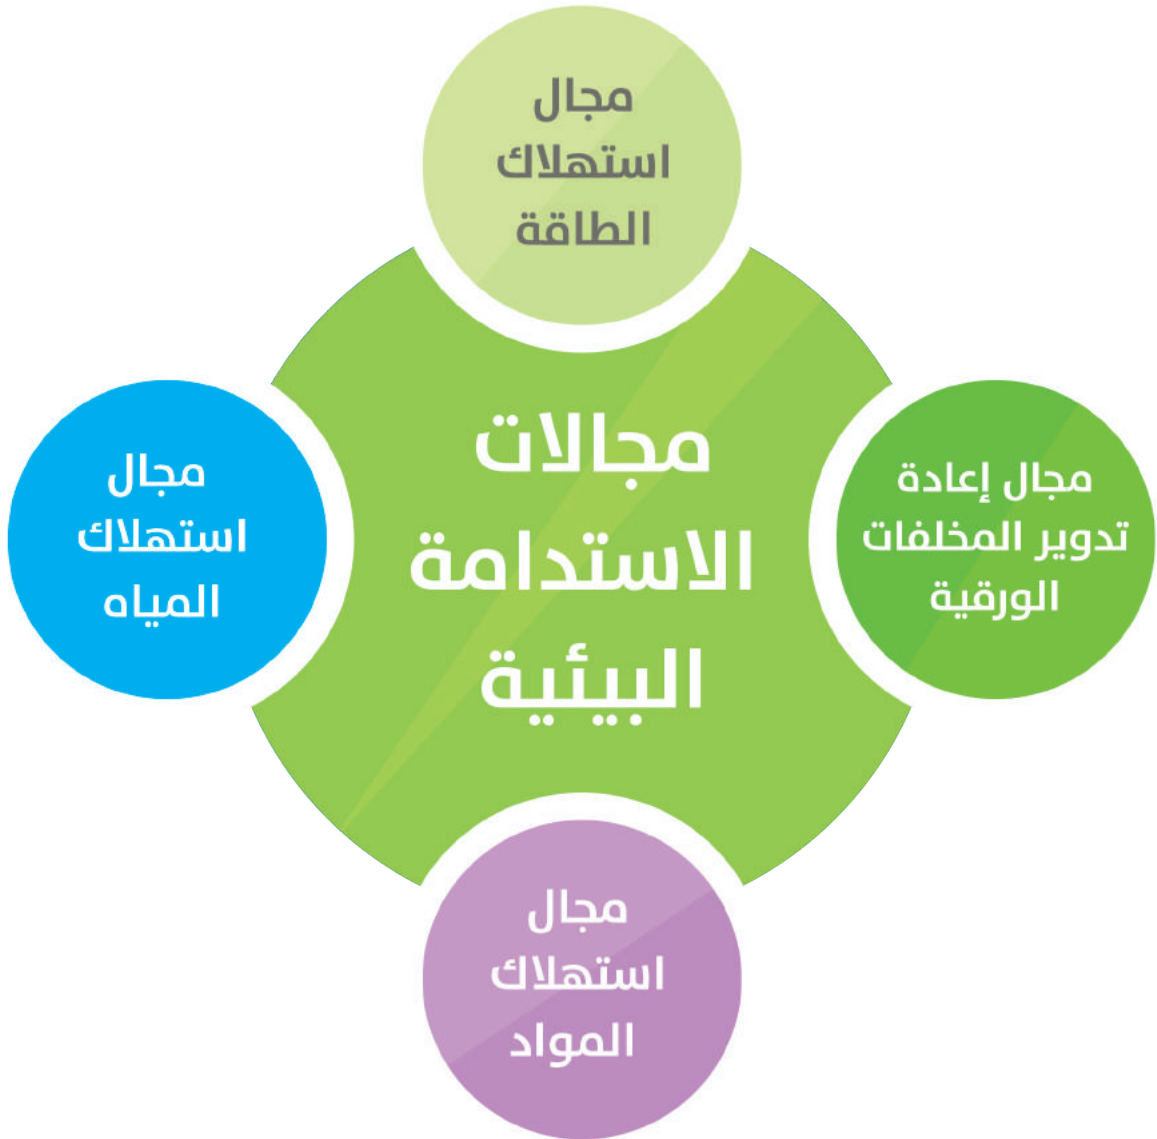 مجال
استهلاك
الطاقة
مجال إعادة
تدوير المخلفات
الورقية
مجالات
الاستدامة
البيئية
مجال
استهلاك
المياه
مجال
استهلاك
المواد